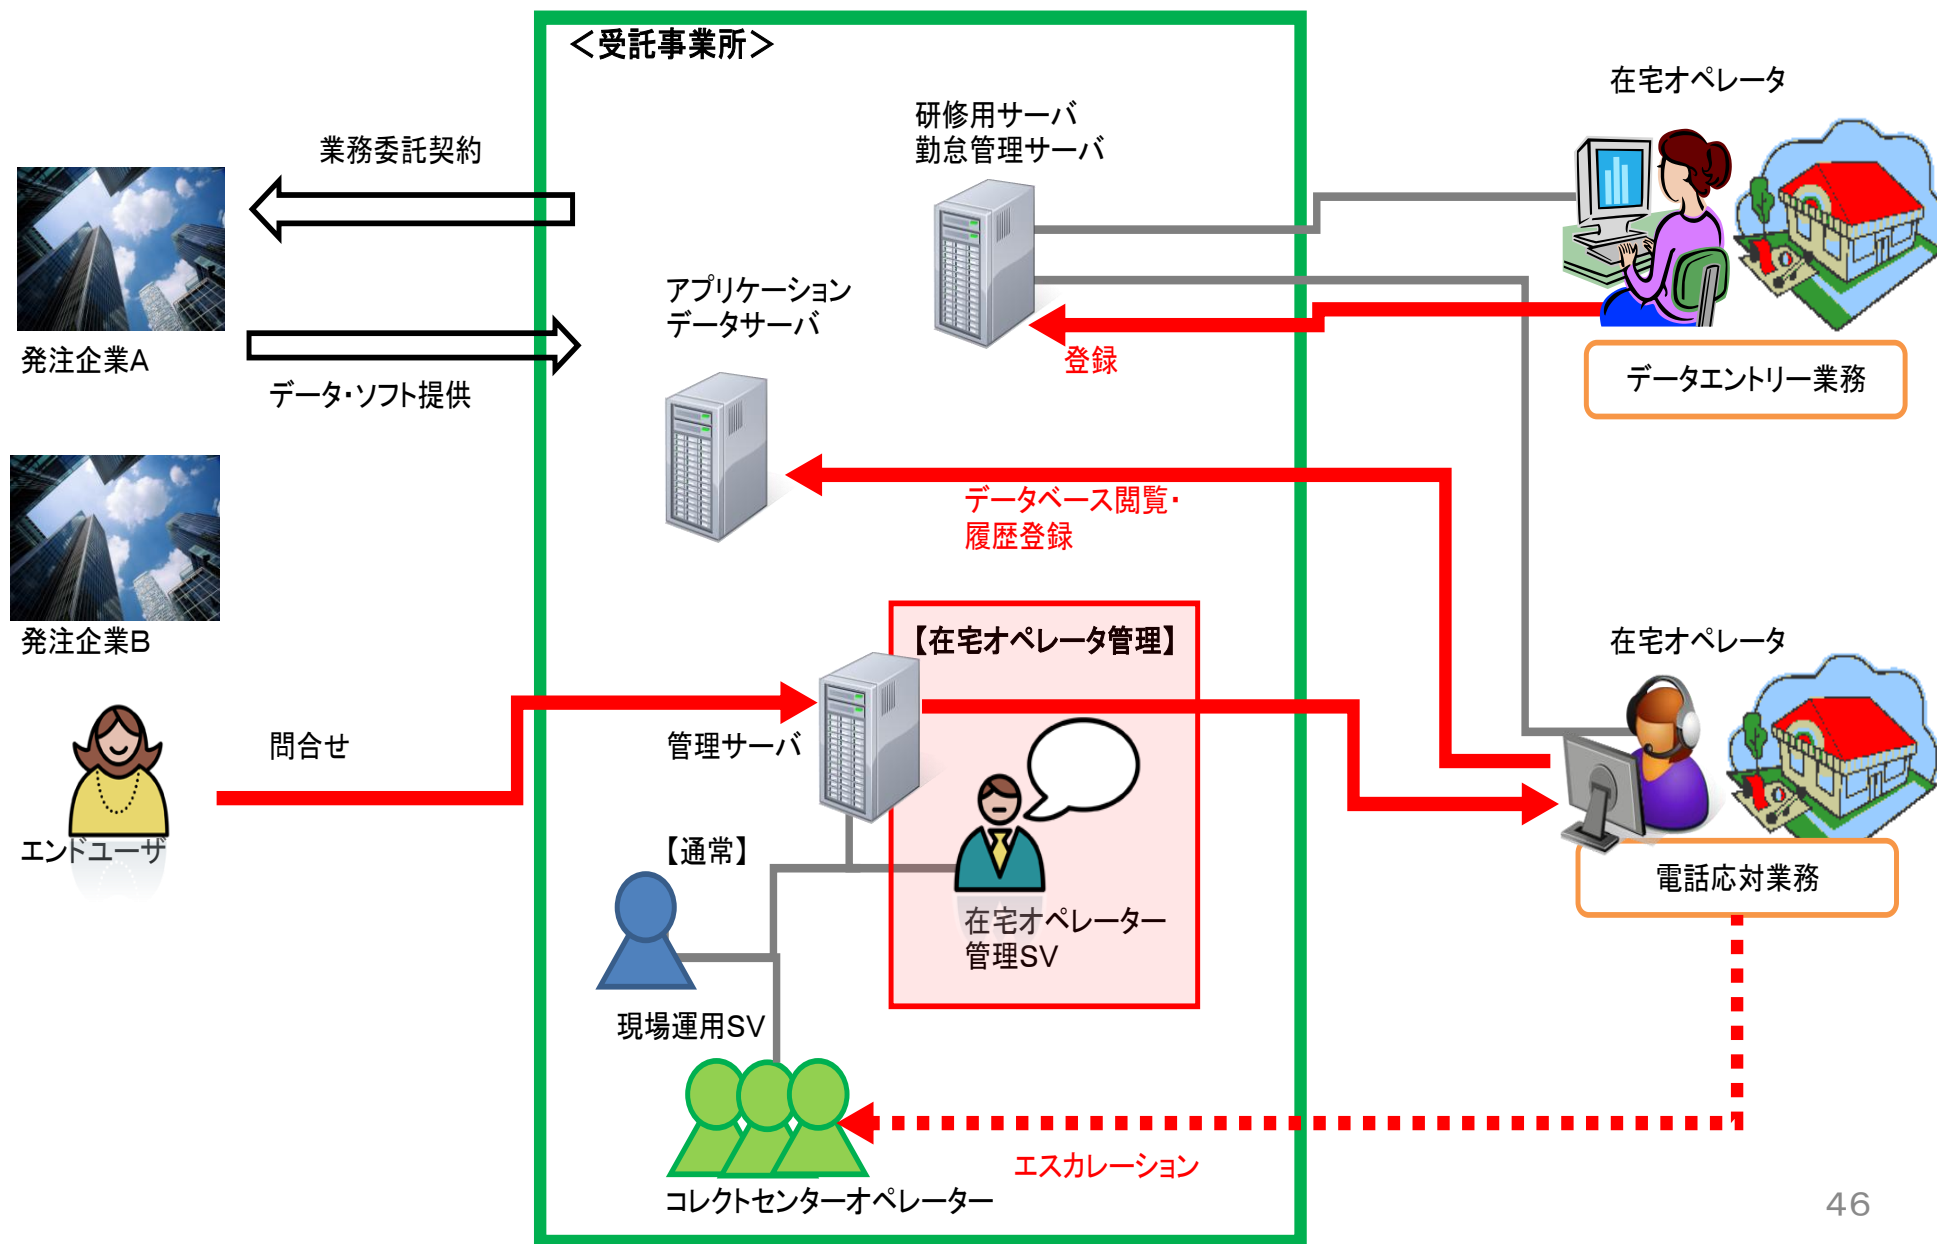 ＜受託事業所＞
在宅オペレータ
研修用サーバ
勤怠管理サーバ
業務委託契約
アプリケーション
データサーバ
発注企業A
登録
データエントリー業務
データ・ソフト提供
データベース閲覧・
履歴登録
発注企業B
【在宅オペレータ管理】
在宅オペレータ
問合せ
管理サーバ
エンドユーザ
【通常】
電話応対業務
在宅オペレーター
管理SV
現場運用SV
エスカレーション
コレクトセンターオペレーター
46